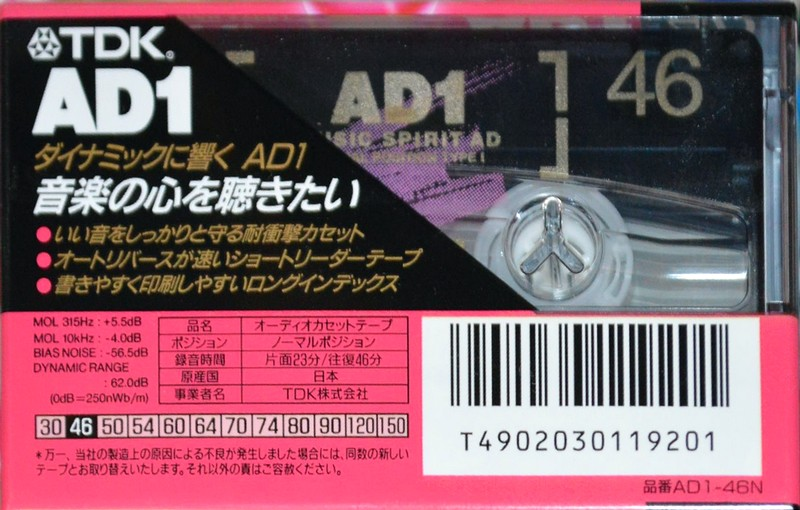 TDK®
AD1
ダイナミックに響く AD1
音楽の心を聴きたい
●いい音をしっかりと守る耐衝撃カセット
●オートリバースが速いショートリーダーテープ
●書きやすく印刷しやすいロングインデックス
AD1
46
SIC SPIRIT AD
POSITION TYPE I
MOL 315Hz : +5.5dB
MOL 10kHz : -4.0dB
BIAS NOISE : -56.5dB
DYNAMIC RANGE
: 62.0dB
(0dB=250nWb/m)
品名 オーディオカセットテープ
ポジション ノーマルポジション
録音時間 片面23分/往復46分
原産国 日本
事業者名 TDK株式会社
30 46 50 54 60 64 70 74 80 90 120 150
*万一、当社の製造上の原因による不良が発生しました場合には、同数の新しい
テープとお取り替えいたします。それ以外の責はご容赦ください。
T4902030119201
品番AD1-46N